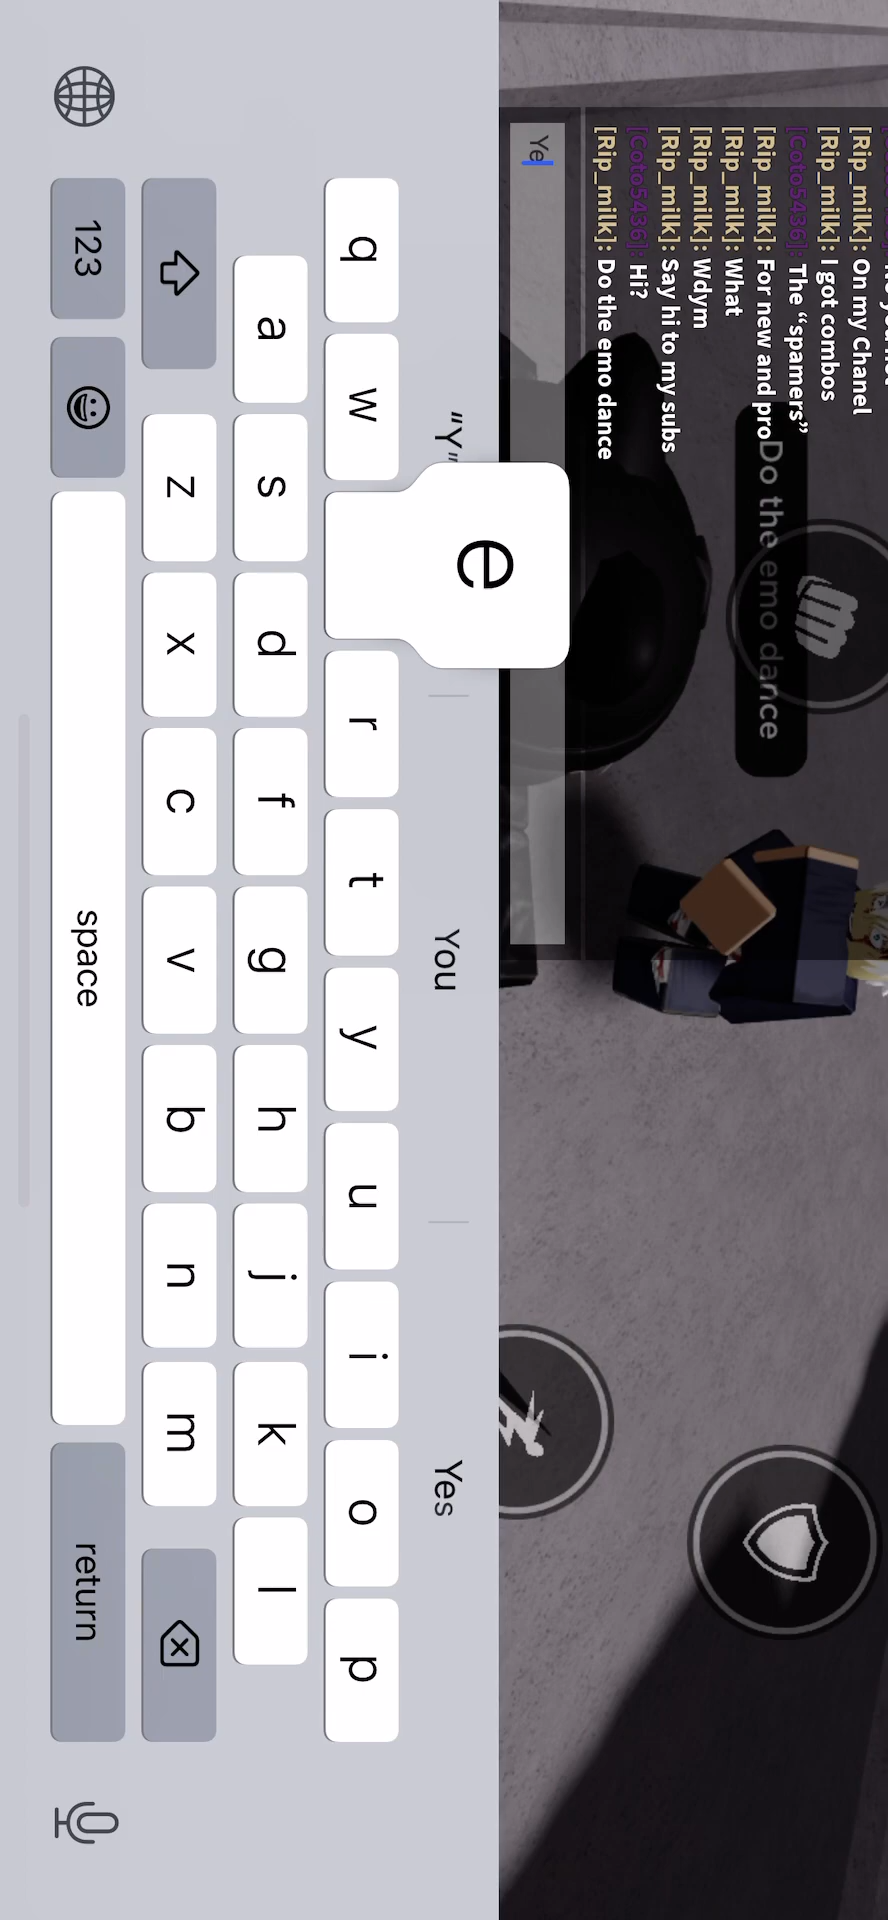 [Rip_milk]: On my Chanel
[Rip_milk]: I got combos
[Coto5436]: The “spamers”
[Rip_milk]: For new and pro
[Rip_milk]: What
[Rip_milk]: Wdym
[Rip_milk]: Say hi to my subs
[Coto5436]: Hi?
[Rip_milk]: Do the emo dance
Do the emo dance
Ye
“Y”
You
Yes
e
q w r t y u i o p
a s d f g h j k l
z x c v b n m
123
space
return